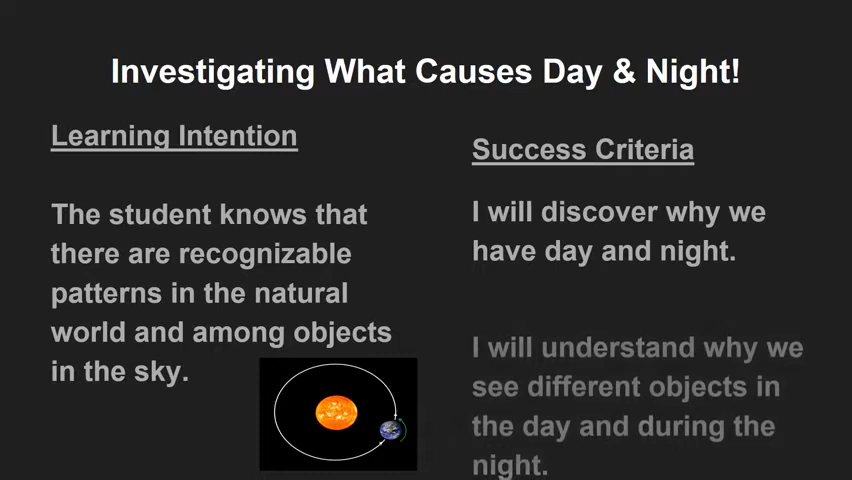 Investigating What Causes Day & Night!
Learning Intention
The student knows that
there are recognizable
patterns in the natural
world and among objects
in the sky.
Success Criteria
I will discover why we
have day and night.
I will understand why we
see different objects in
the day and during the
night.